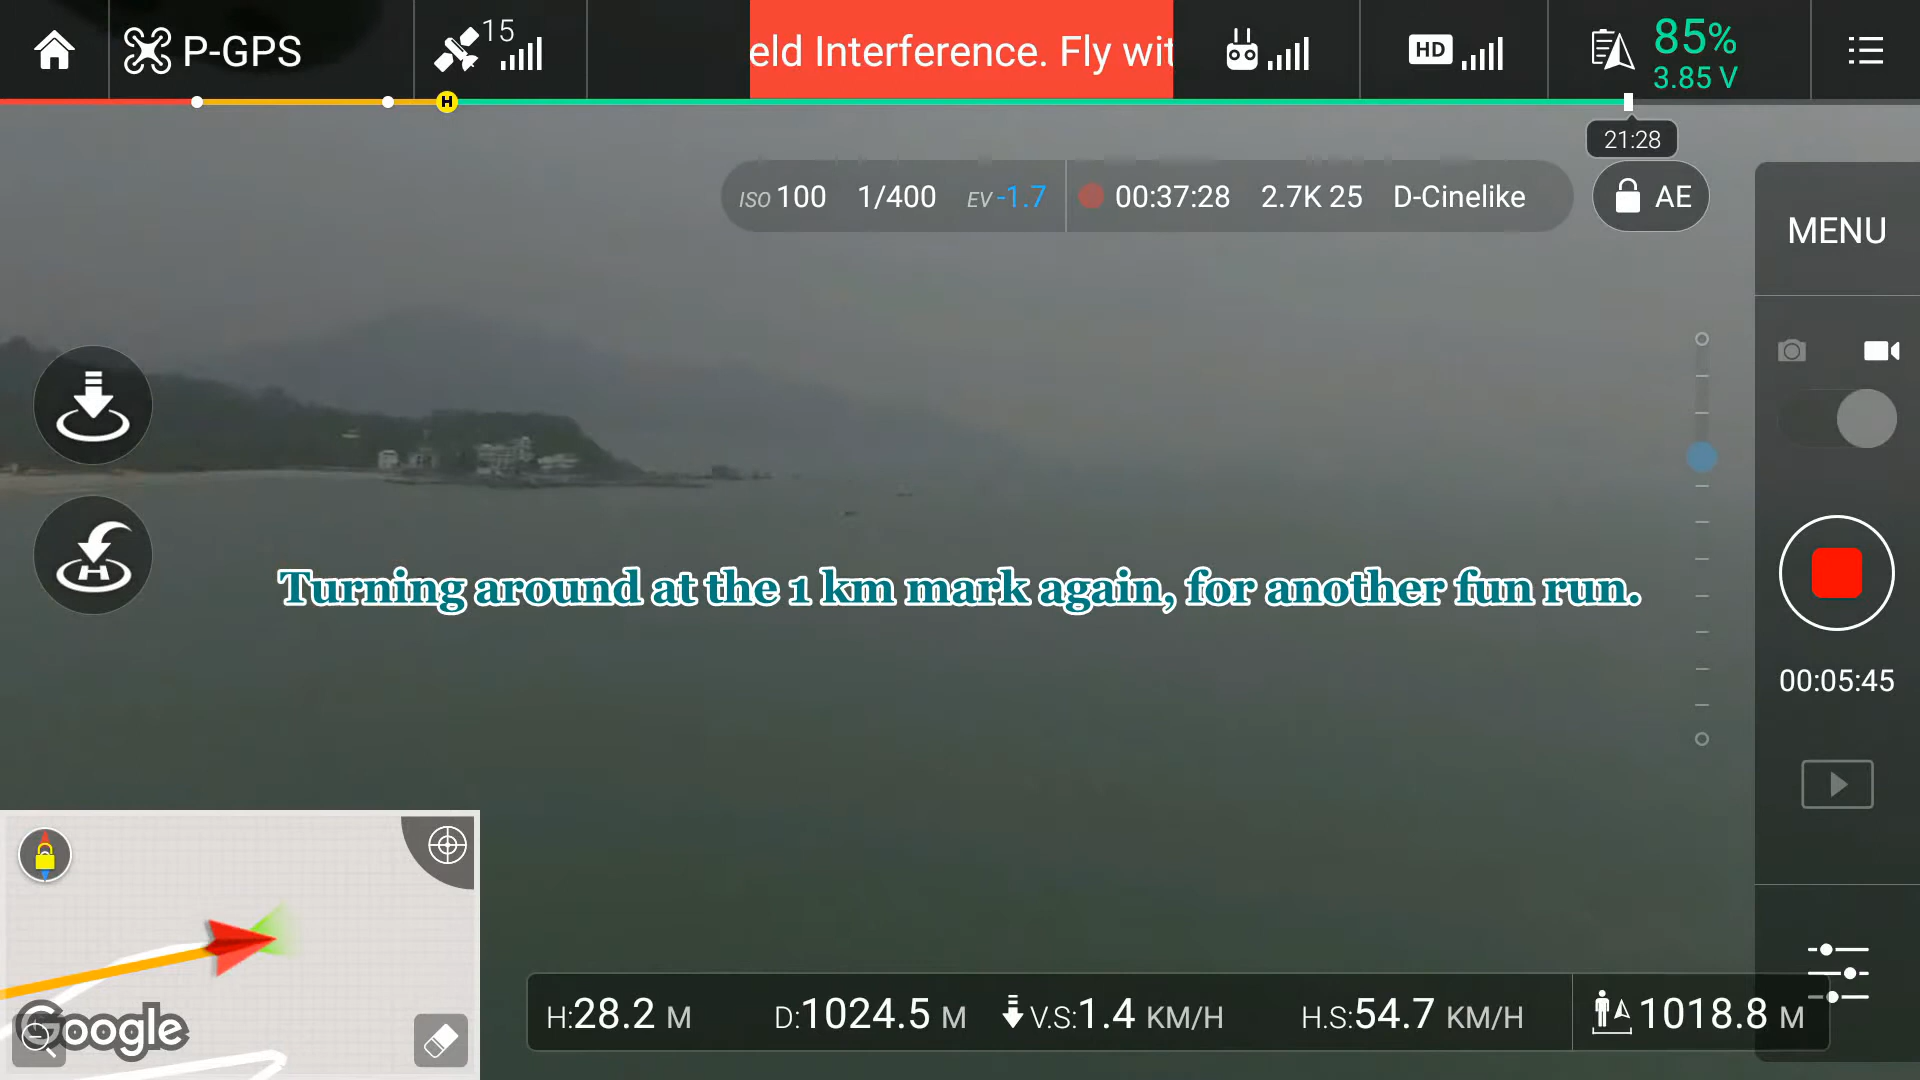 P-GPS
15
eld Interference. Fly wit
HD
85%
3.85 V
H
21:28
ISO 100 1/400 EV -1.7 00:37:28 2.7K 25 D-Cinelike
AE
MENU
Turning around at the 1 km mark again, for another fun run.
00:05:45
Google
H:28.2 M D:1024.5 M V.S:1.4 KM/H H.S:54.7 KM/H 1018.8 M